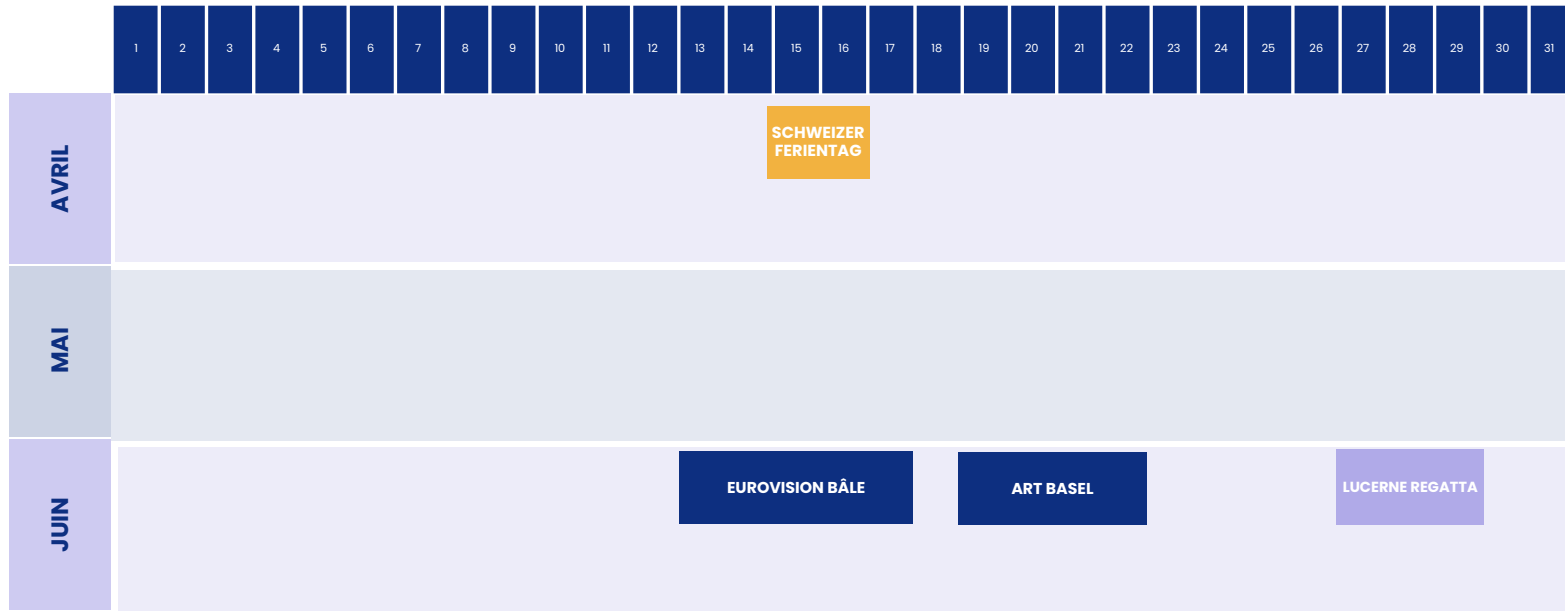 1 2 3 4 5 6 7 8 9 10 11 12 13 14 15 16 17 18 19 20 21 22 23 24 25 26 27 28 29 30 31
AVRIL
SCHWEIZER
FERIENTAG
MAI
JUIN
EUROVISION BÂLE
ART BASEL
LUCERNE REGATTA